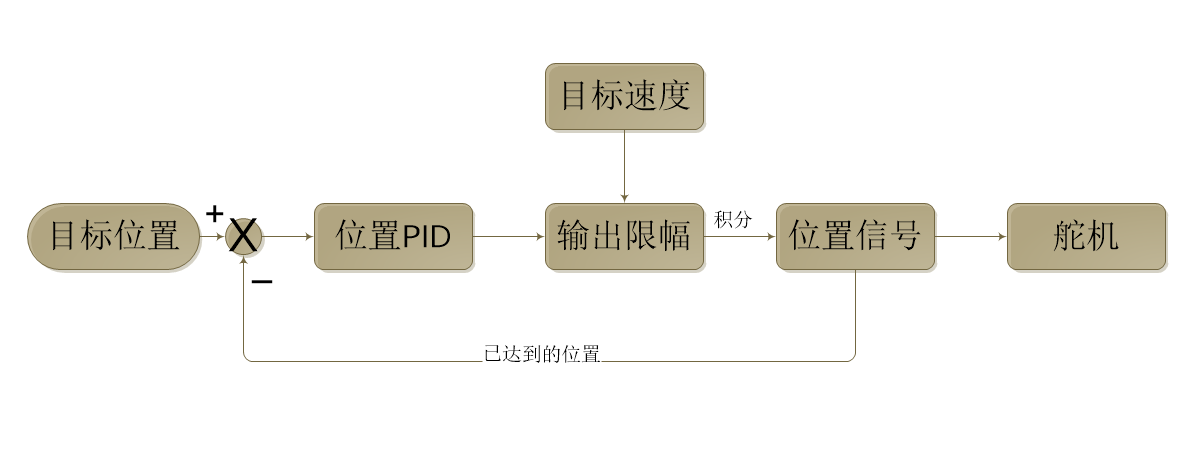 目标速度
目标位置
+
X
位置PID
输出限幅
积分
位置信号
舵机
−
已达到的位置